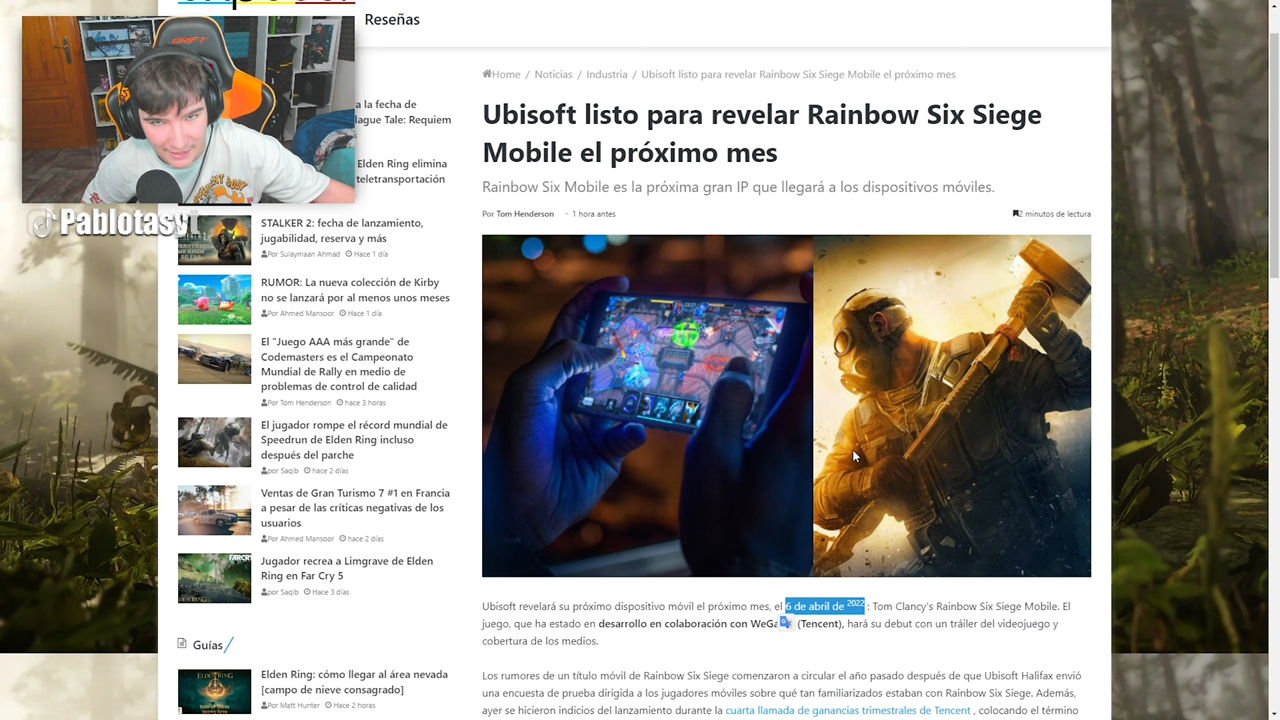 Reseñas
Home / Noticias / Industria / Ubisoft listo para revelar Rainbow Six Siege Mobile el próximo mes
Ubisoft listo para revelar Rainbow Six Siege
Mobile el próximo mes
Rainbow Six Mobile es la próxima gran IP que llegará a los dispositivos móviles.
Por Tom Henderson - 1 hora antes
2 minutos de lectura
Pablotasy
a la fecha de
lague Tale: Requiem
Elden Ring elimina
teletransportación
STALKER 2: fecha de lanzamiento,
jugabilidad, reserva y más
Por Sulaymaan Ahmad Hace 1 día
RUMOR: La nueva colección de Kirby
no se lanzará por al menos unos meses
Por Ahmed Mansoor Hace 1 día
El "Juego AAA más grande" de
Codemasters es el Campeonato
Mundial de Rally en medio de
problemas de control de calidad
Por Tom Henderson hace 3 horas
El jugador rompe el récord mundial de
Speedrun de Elden Ring incluso
después del parche
por Saqib hace 2 días
Ventas de Gran Turismo 7 #1 en Francia
a pesar de las críticas negativas de los
usuarios
Por Ahmed Mansoor hace 2 días
Jugador recrea a Limgrave de Elden
Ring en Far Cry 5
por Saqib Hace 3 días
Guías
Elden Ring: cómo llegar al área nevada
[campo de nieve consagrado]
Por Matt Hunter Hace 2 horas
Ubisoft revelará su próximo dispositivo móvil el próximo mes, el 6 de abril de 2022 : Tom Clancy's Rainbow Six Siege Mobile. El
juego, que ha estado en desarrollo en colaboración con WeGa (Tencent), hará su debut con un tráiler del videojuego y
cobertura de los medios.
Los rumores de un título móvil de Rainbow Six Siege comenzaron a circular el año pasado después de que Ubisoft Halifax envió
una encuesta de prueba dirigida a los jugadores móviles sobre qué tan familiarizados estaban con Rainbow Six Siege. Además,
ayer se hicieron indicios del lanzamiento durante la cuarta llamada de ganancias trimestrales de Tencent , colocando el término